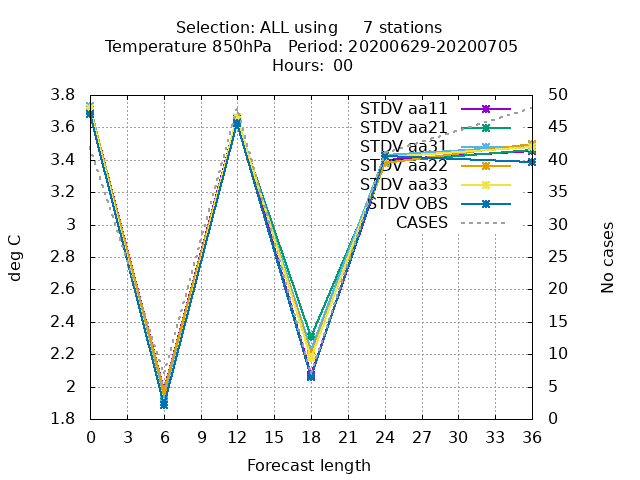 Selection: ALL using 7 stations
Temperature 850hPa Period: 20200629-20200705
Hours: 00
3.8
3.6
3.4
3.2
3
2.8
2.6
2.4
2.2
2
1.8
deg C
50
45
40
35
30
25
20
15
10
5
0
No cases
STDV aa11
STDV aa21
STDV aa31
STDV aa22
STDV aa33
STDV OBS
CASES
0 3 6 9 12 15 18 21 24 27 30 33 36
Forecast length